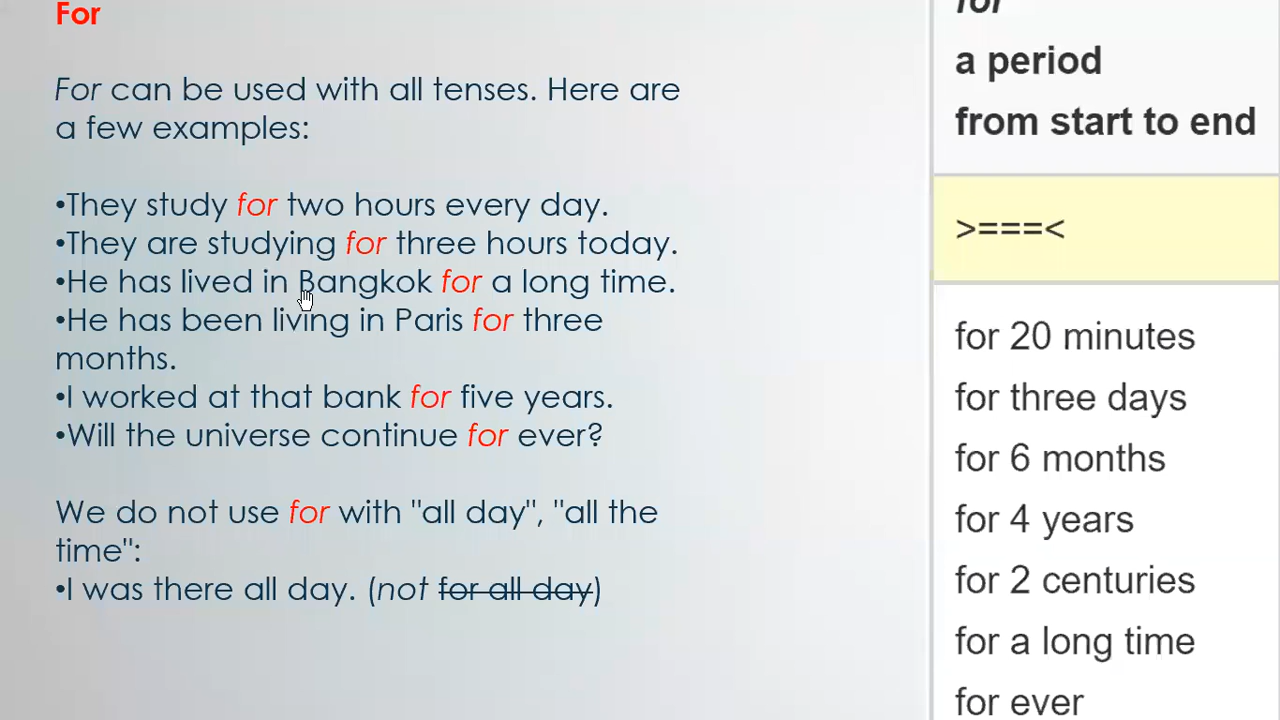 For
For can be used with all tenses. Here are
a few examples:
•They study for two hours every day.
•They are studying for three hours today.
•He has lived in Bangkok for a long time.
•He has been living in Paris for three
months.
•I worked at that bank for five years.
•Will the universe continue for ever?
We do not use for with "all day", "all the
time":
•I was there all day. (not for all day)
for
a period
from start to end
>===<
for 20 minutes
for three days
for 6 months
for 4 years
for 2 centuries
for a long time
for ever